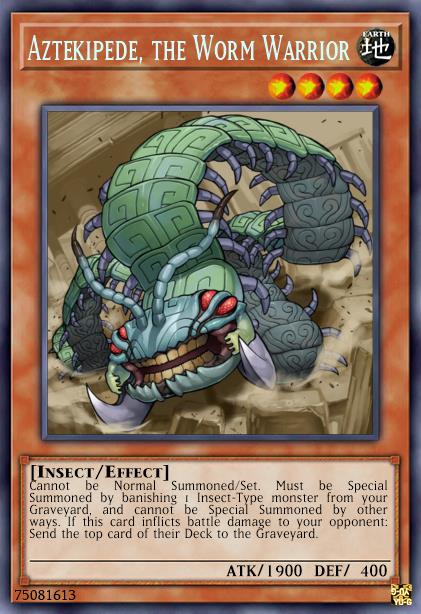 AZTEKIPEDE, THE WORM WARRIOR
EARTH
地
[INSECT/EFFECT]
Cannot be Normal Summoned/Set. Must be Special
Summoned by banishing 1 Insect-Type monster from your
Graveyard, and cannot be Special Summoned by other
ways. If this card inflicts battle damage to your opponent:
Send the top card of their Deck to the Graveyard.
ATK/1900 DEF/ 400
75081613